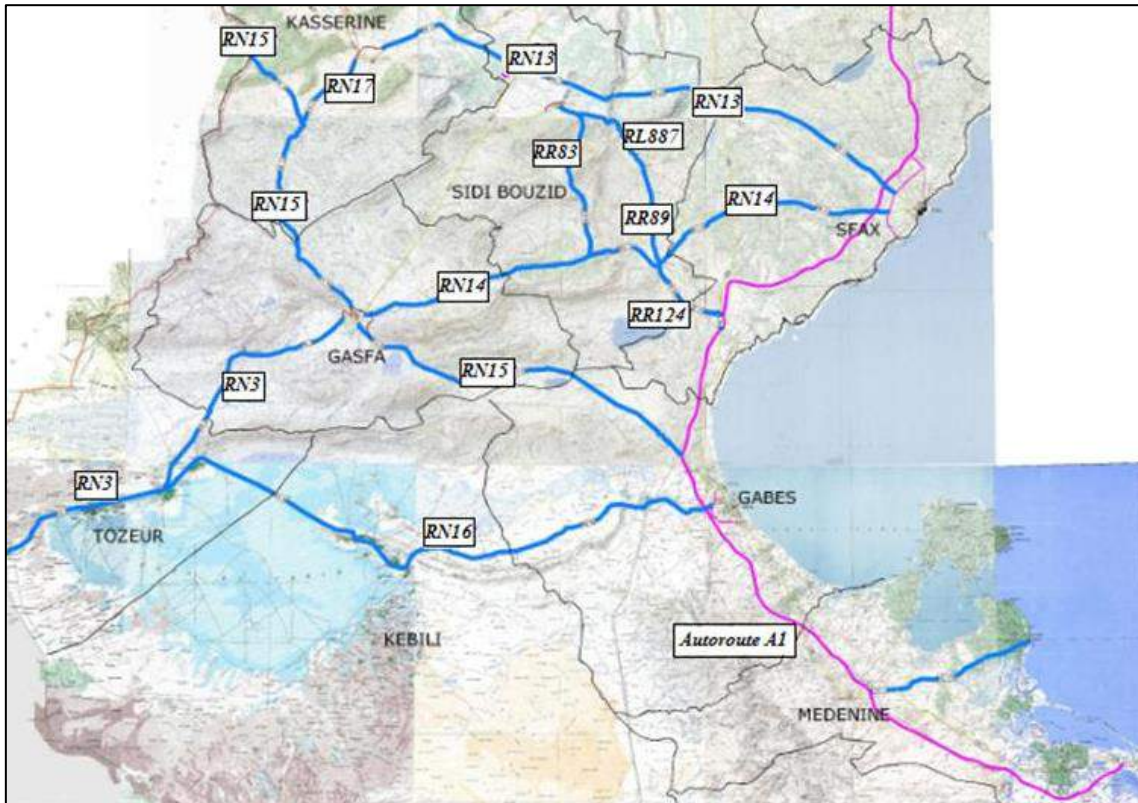 KASSERINE
RN15
RN13
RN17
RN13
RL887
RR83
SIDI BOUZID
RN15
RR89
RN14
SFAX
RN14
RR124
GASFA
RN15
RN3
RN3
GABES
TOZEUR
RN16
KEBILI
Autoroute A1
MEDENINE